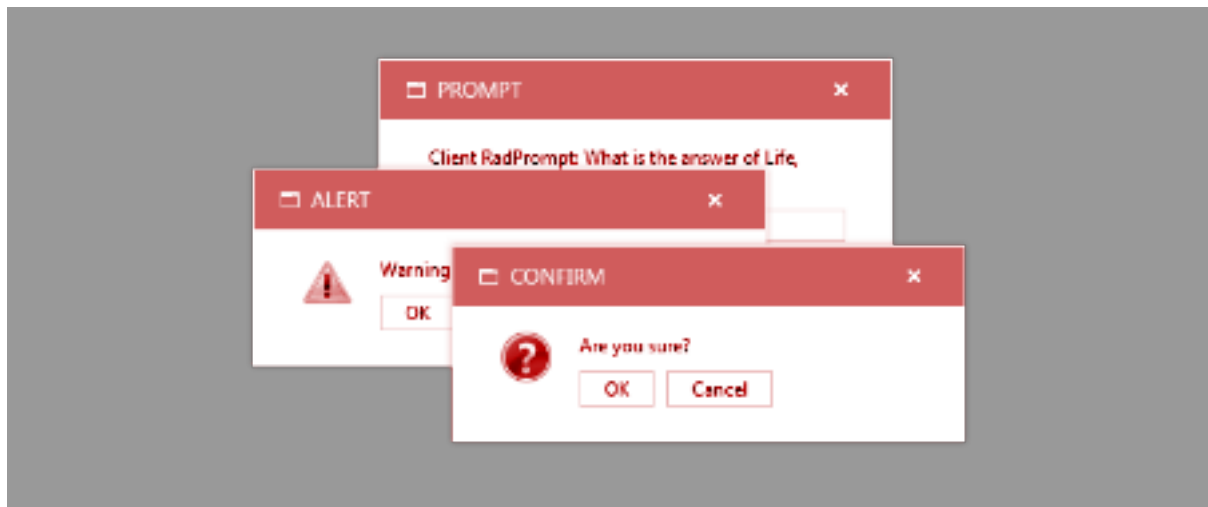 PROMPT
Client RadPrompt: What is the answer of Life,
ALERT
Warning
OK
CONFIRM
Are you sure?
OK Cancel